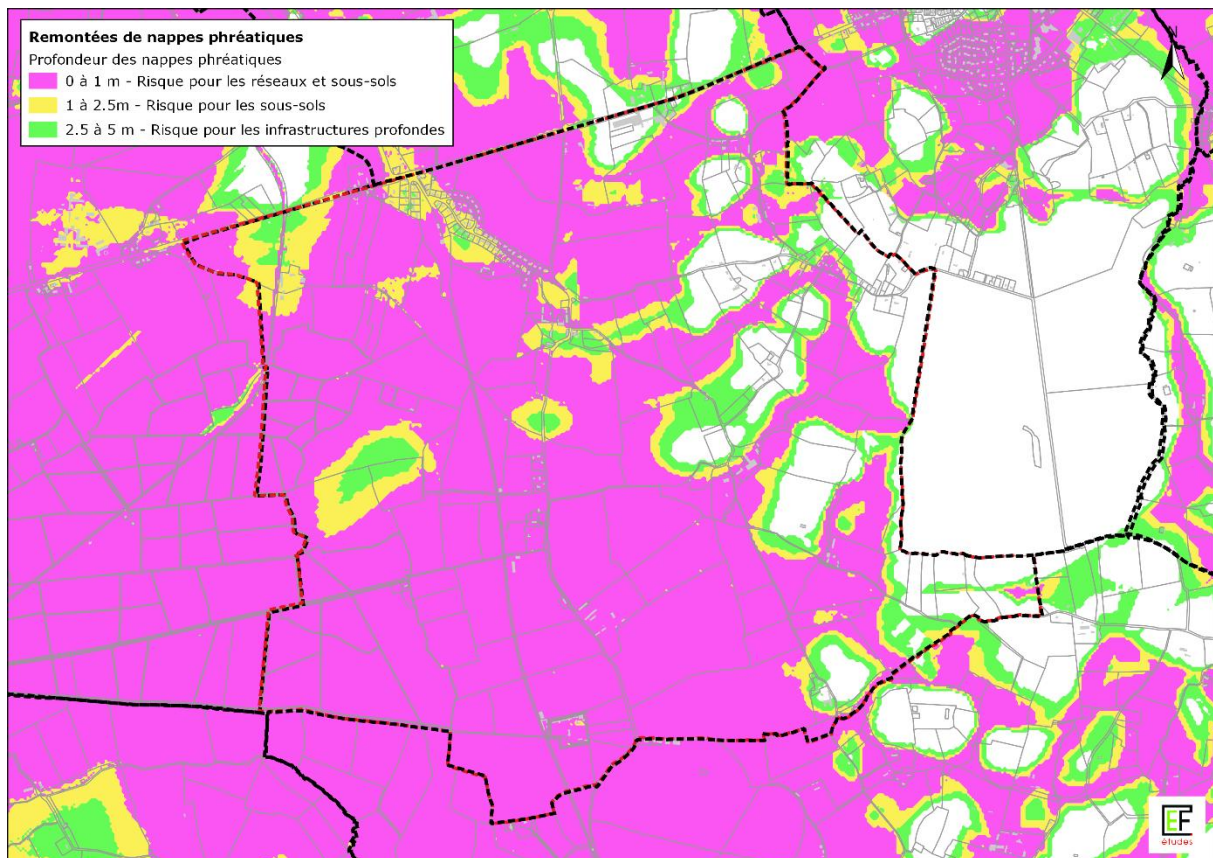 Remontées de nappes phréatiques
Profondeur des nappes phréatiques
0 à 1 m - Risque pour les réseaux et sous-sols
1 à 2.5m - Risque pour les sous-sols
2.5 à 5 m - Risque pour les infrastructures profondes
N
EF
études